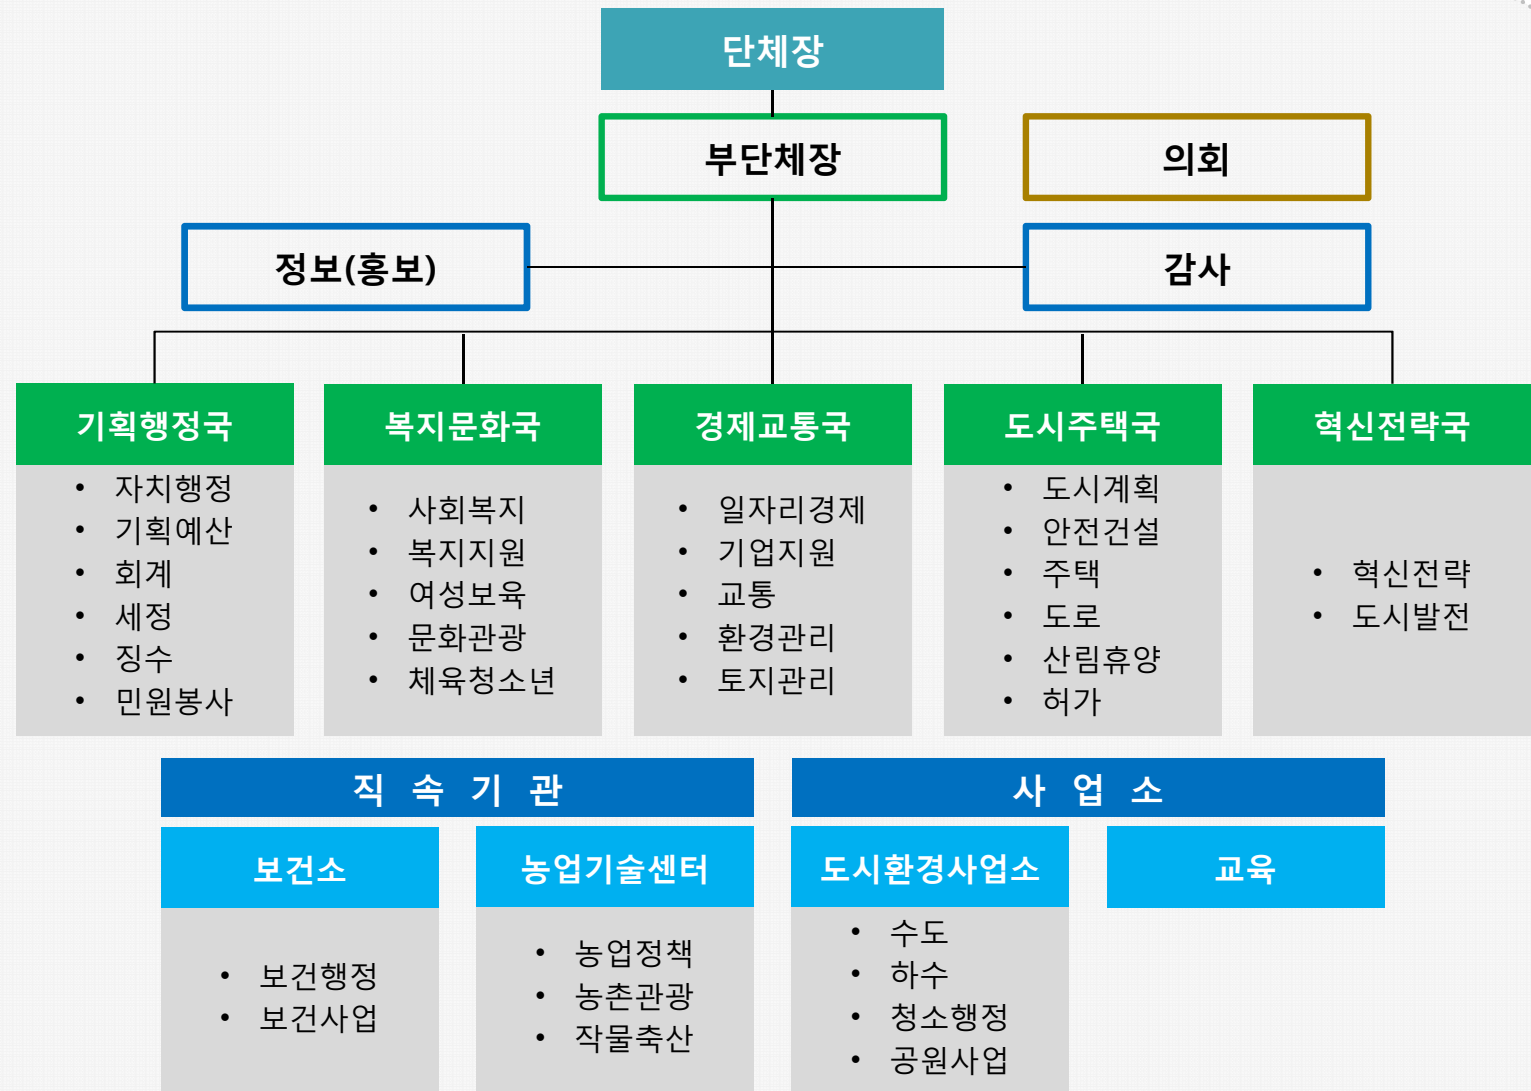 단체장
부단체장
의회
정보(홍보)
감사
기획행정국
• 자치행정
• 기획예산
• 회계
• 세정
• 징수
• 민원봉사
복지문화국
• 사회복지
• 복지지원
• 여성보육
• 문화관광
• 체육청소년
경제교통국
• 일자리경제
• 기업지원
• 교통
• 환경관리
• 토지관리
도시주택국
• 도시계획
• 안전건설
• 주택
• 도로
• 산림휴양
• 허가
혁신전략국
• 혁신전략
• 도시발전
직 속 기 관
보건소
• 보건행정
• 보건사업
농업기술센터
• 농업정책
• 농촌관광
• 작물축산
사 업 소
도시환경사업소
• 수도
• 하수
• 청소행정
• 공원사업
교육